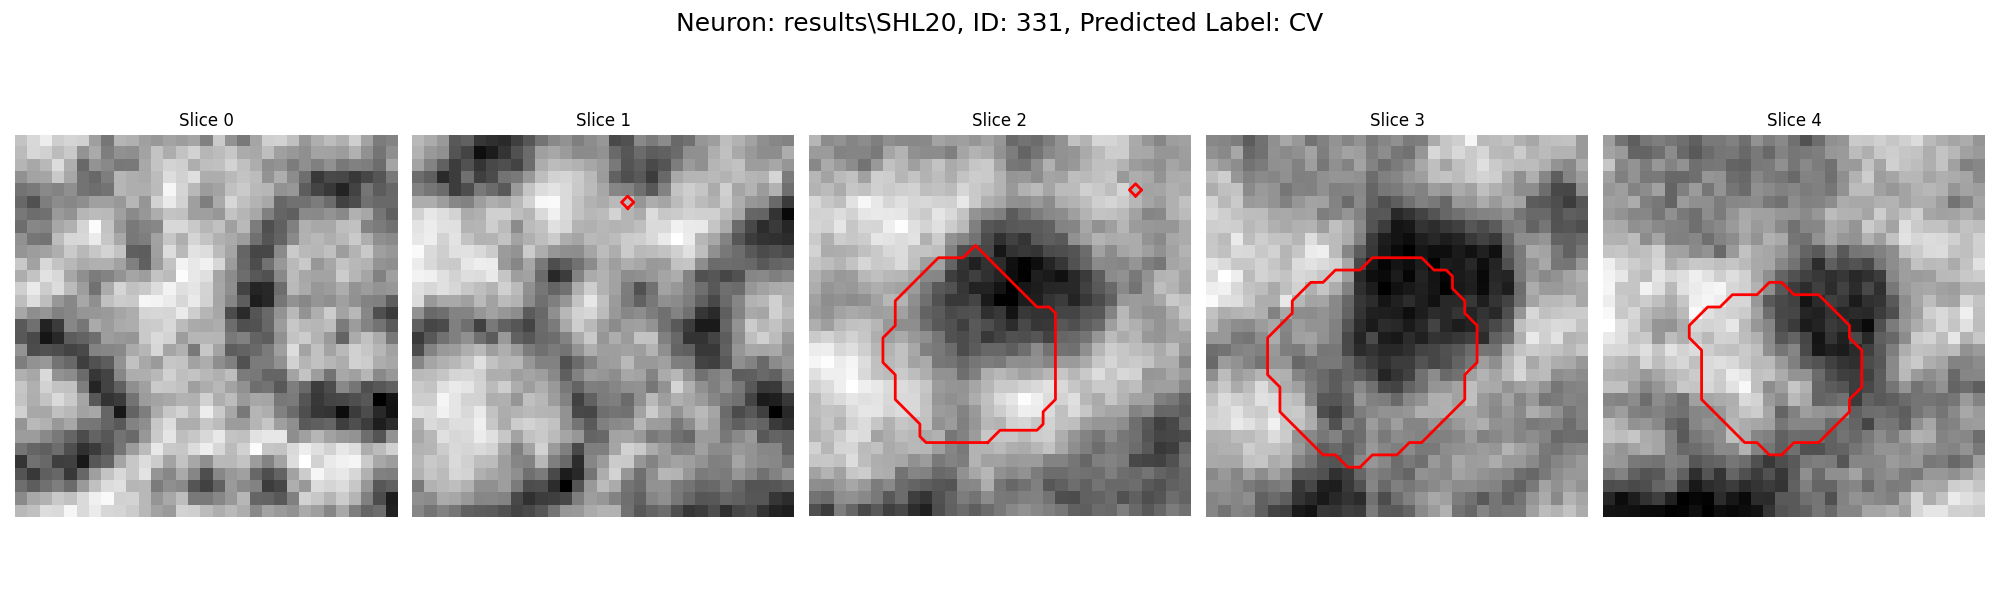 Neuron: results\SHL20, ID: 331, Predicted Label: CV
Slice 0
Slice 1
Slice 2
Slice 3
Slice 4